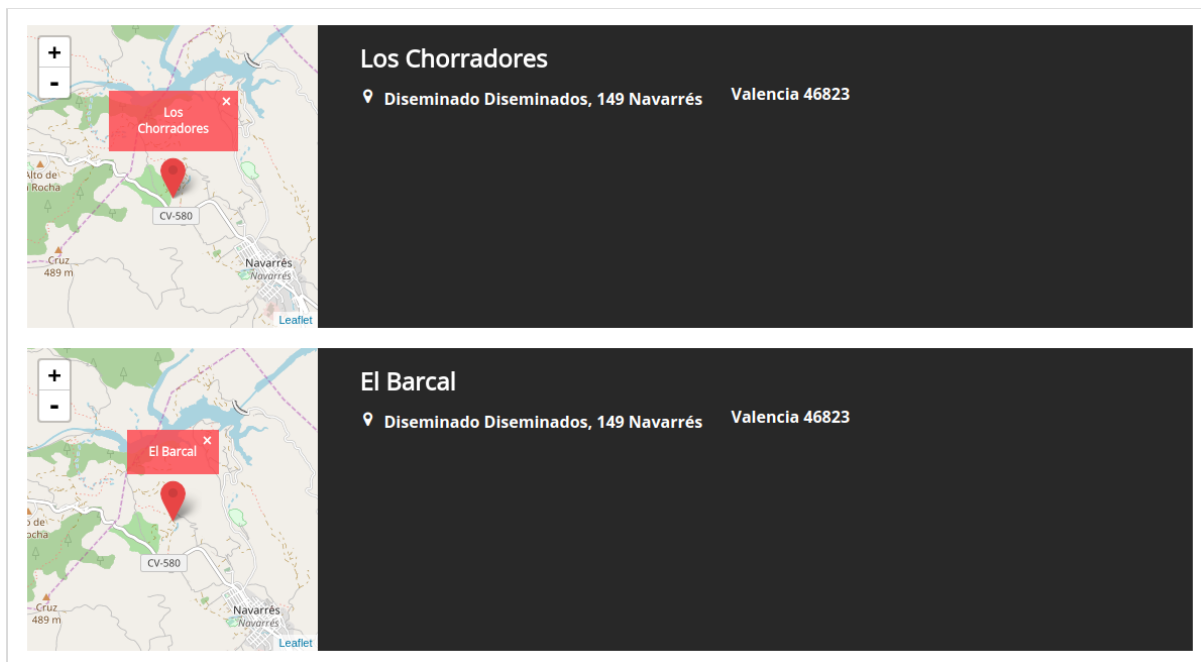 +
-
×
Los
Chorradores
Alto de
Rocha
CV-580
Cruz
489 m
Navarrés
Navarrés
Leaflet
Los Chorradores
Diseminado Diseminados, 149 Navarrés
Valencia 46823
+
-
×
El Barcal
o de
ocha
CV-580
Cruz
489 m
Navarrés
Navarrés
Leaflet
El Barcal
Diseminado Diseminados, 149 Navarrés
Valencia 46823